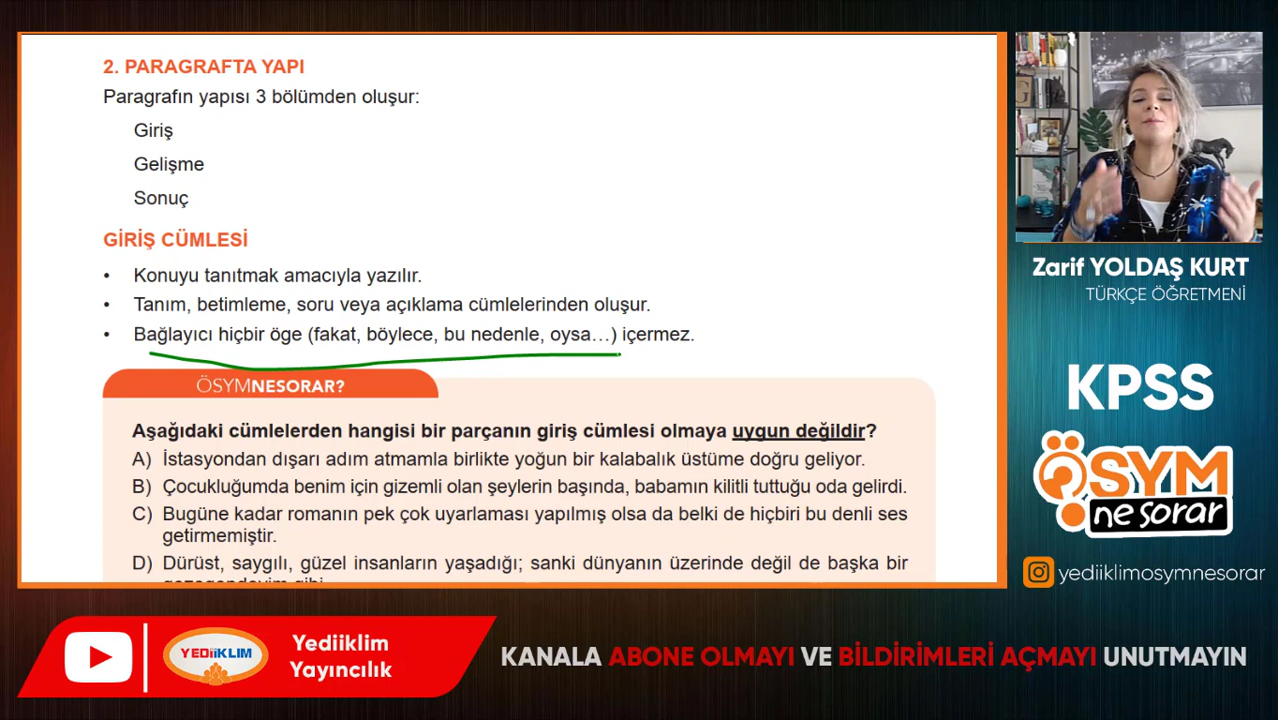 2. PARAGRAFTA YAPI
Paragrafın yapısı 3 bölümden oluşur:
Giriş
Gelişme
Sonuç
GİRİŞ CÜMLESİ
• Konuyu tanıtmak amacıyla yazılır.
• Tanım, betimleme, soru veya açıklama cümlelerinden oluşur.
• Bağlayıcı hiçbir öge (fakat, böylece, bu nedenle, oysa…) içermez.
ÖSYMNESORAR?
Aşağıdaki cümlelerden hangisi bir parçanın giriş cümlesi olmaya uygun değildir?
A) İstasyondan dışarı adım atmamla birlikte yoğun bir kalabalık üstüme doğru geliyor.
B) Çocukluğumda benim için gizemli olan şeylerin başında, babamın kilitli tuttuğu oda gelirdi.
C) Bugüne kadar romanın pek çok uyarlaması yapılmış olsa da belki de hiçbiri bu denli ses
getirmemiştir.
D) Dürüst, saygılı, güzel insanların yaşadığı; sanki dünyanın üzerinde değil de başka bir
Zarif YOLDAŞ KURT
TÜRKÇE ÖĞRETMENİ
KPSS
ÖSYM
ne sorar
yediiklimosymnesorar
YEDİİKLİM
Yediiklim
Yayıncılık
KANALA ABONE OLMAYI VE BİLDİRİMLERİ AÇMAYI UNUTMAYIN